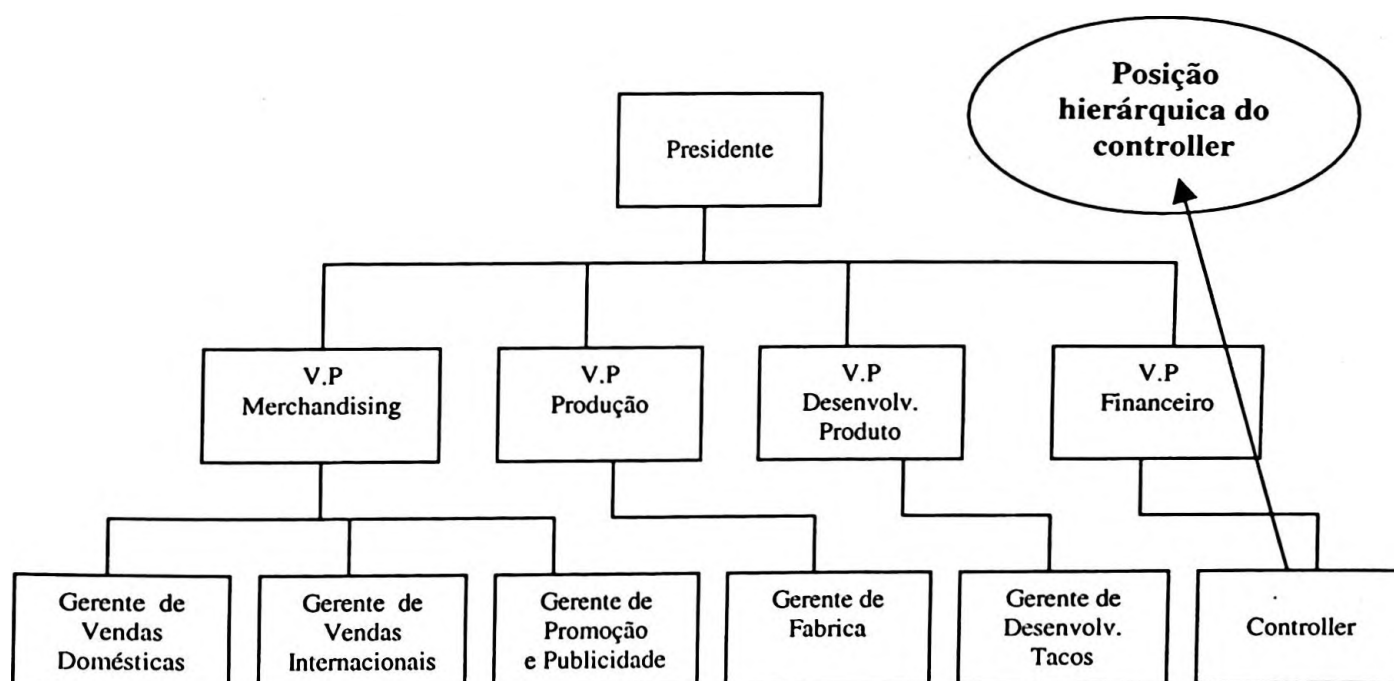 Posição
hierárquica do
controller
Presidente
V.P
Merchandising
V.P
Produção
V.P
Desenvolv.
Produto
V.P
Financeiro
Gerente de
Vendas
Domésticas
Gerente de
Vendas
Internacionais
Gerente de
Promoção
e Publicidade
Gerente de
Fabrica
Gerente de
Desenvolv.
Tacos
Controller